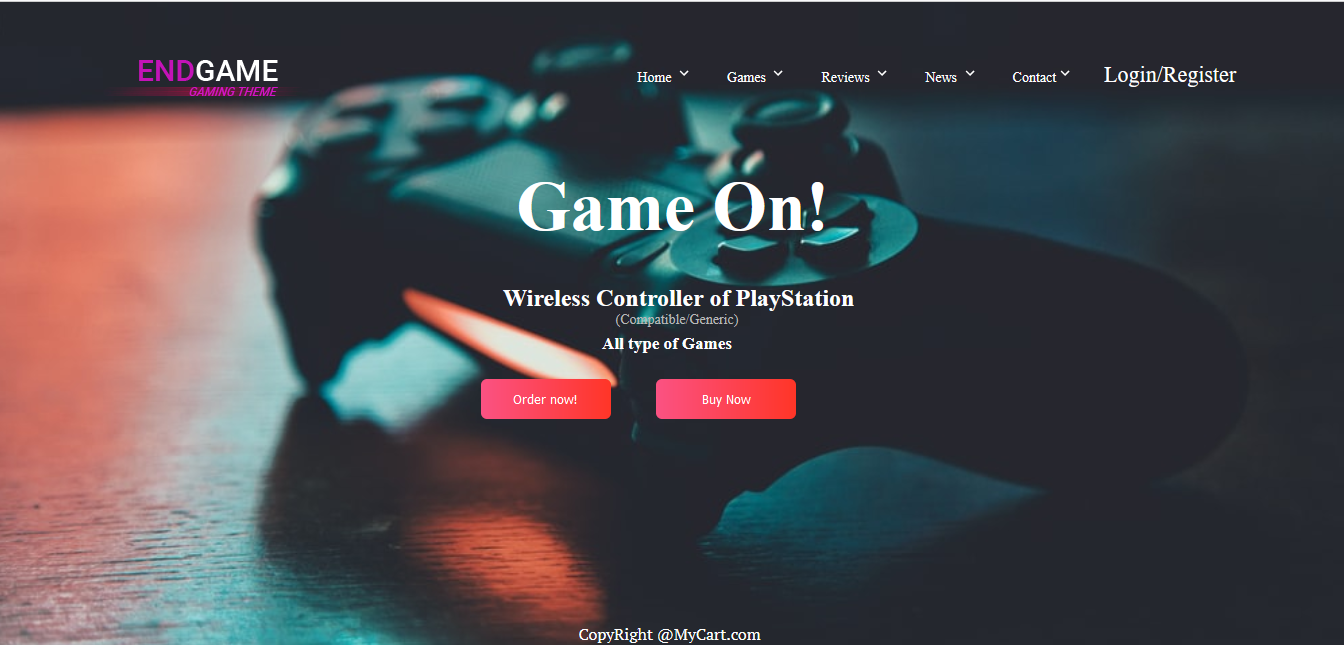 ENDGAME
GAMING THEME
Home Games Reviews News Contact Login/Register
Game On!
Wireless Controller of PlayStation
(Compatible/Generic)
All type of Games
Order now! Buy Now
CopyRight @MyCart.com